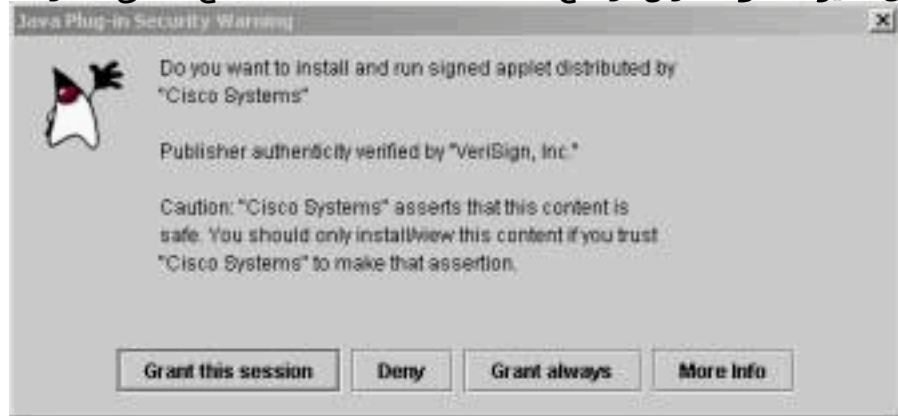 Java Plug-in Security Warning
Do you want to install and run signed applet distributed by
"Cisco Systems"
Publisher authenticity verified by "VeriSign, Inc."
Caution: "Cisco Systems" asserts that this content is
safe. You should only install/view this content if you trust
"Cisco Systems" to make that assertion.
Grant this session
Deny
Grant always
More Info